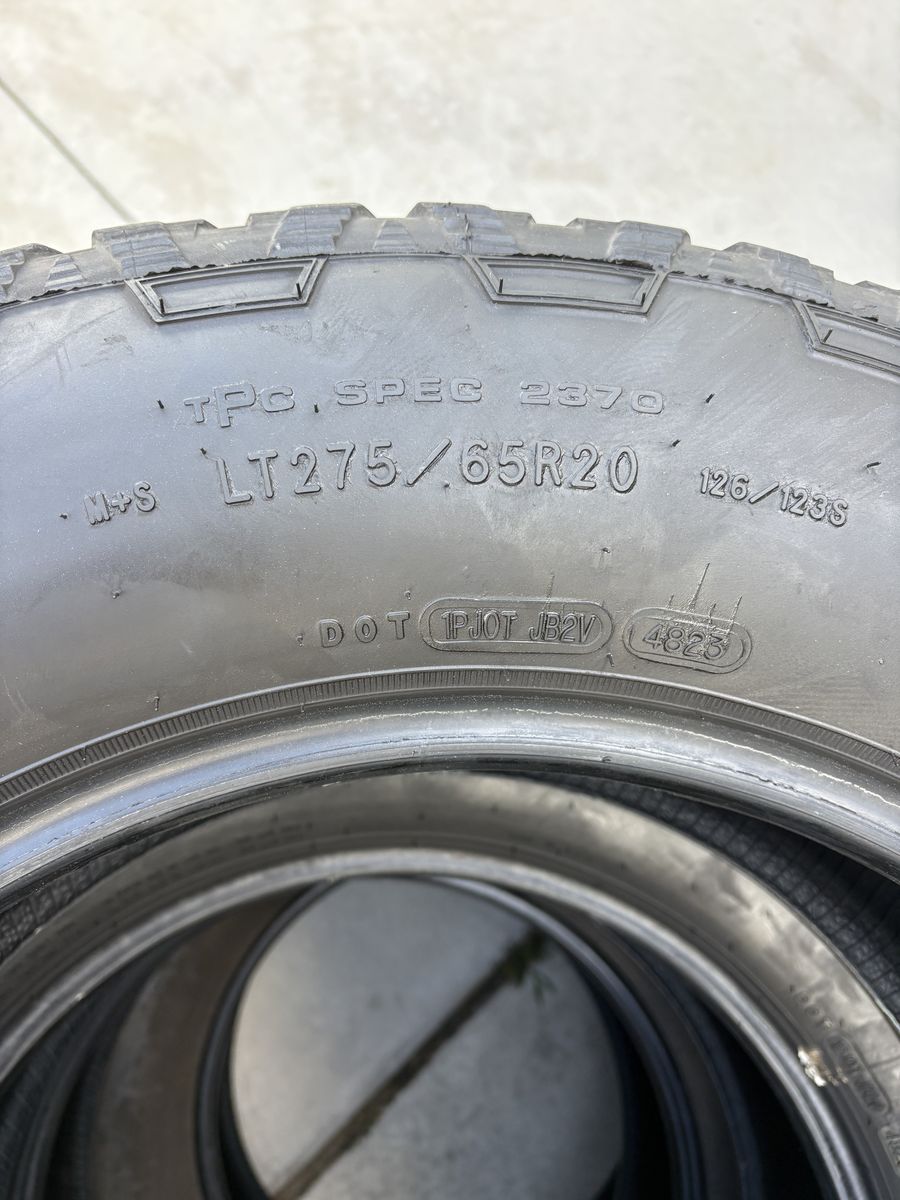 TPC SPEC 2370
M+S LT275/65R20 126/123S
DOT 1PJ0T JB2V 4823